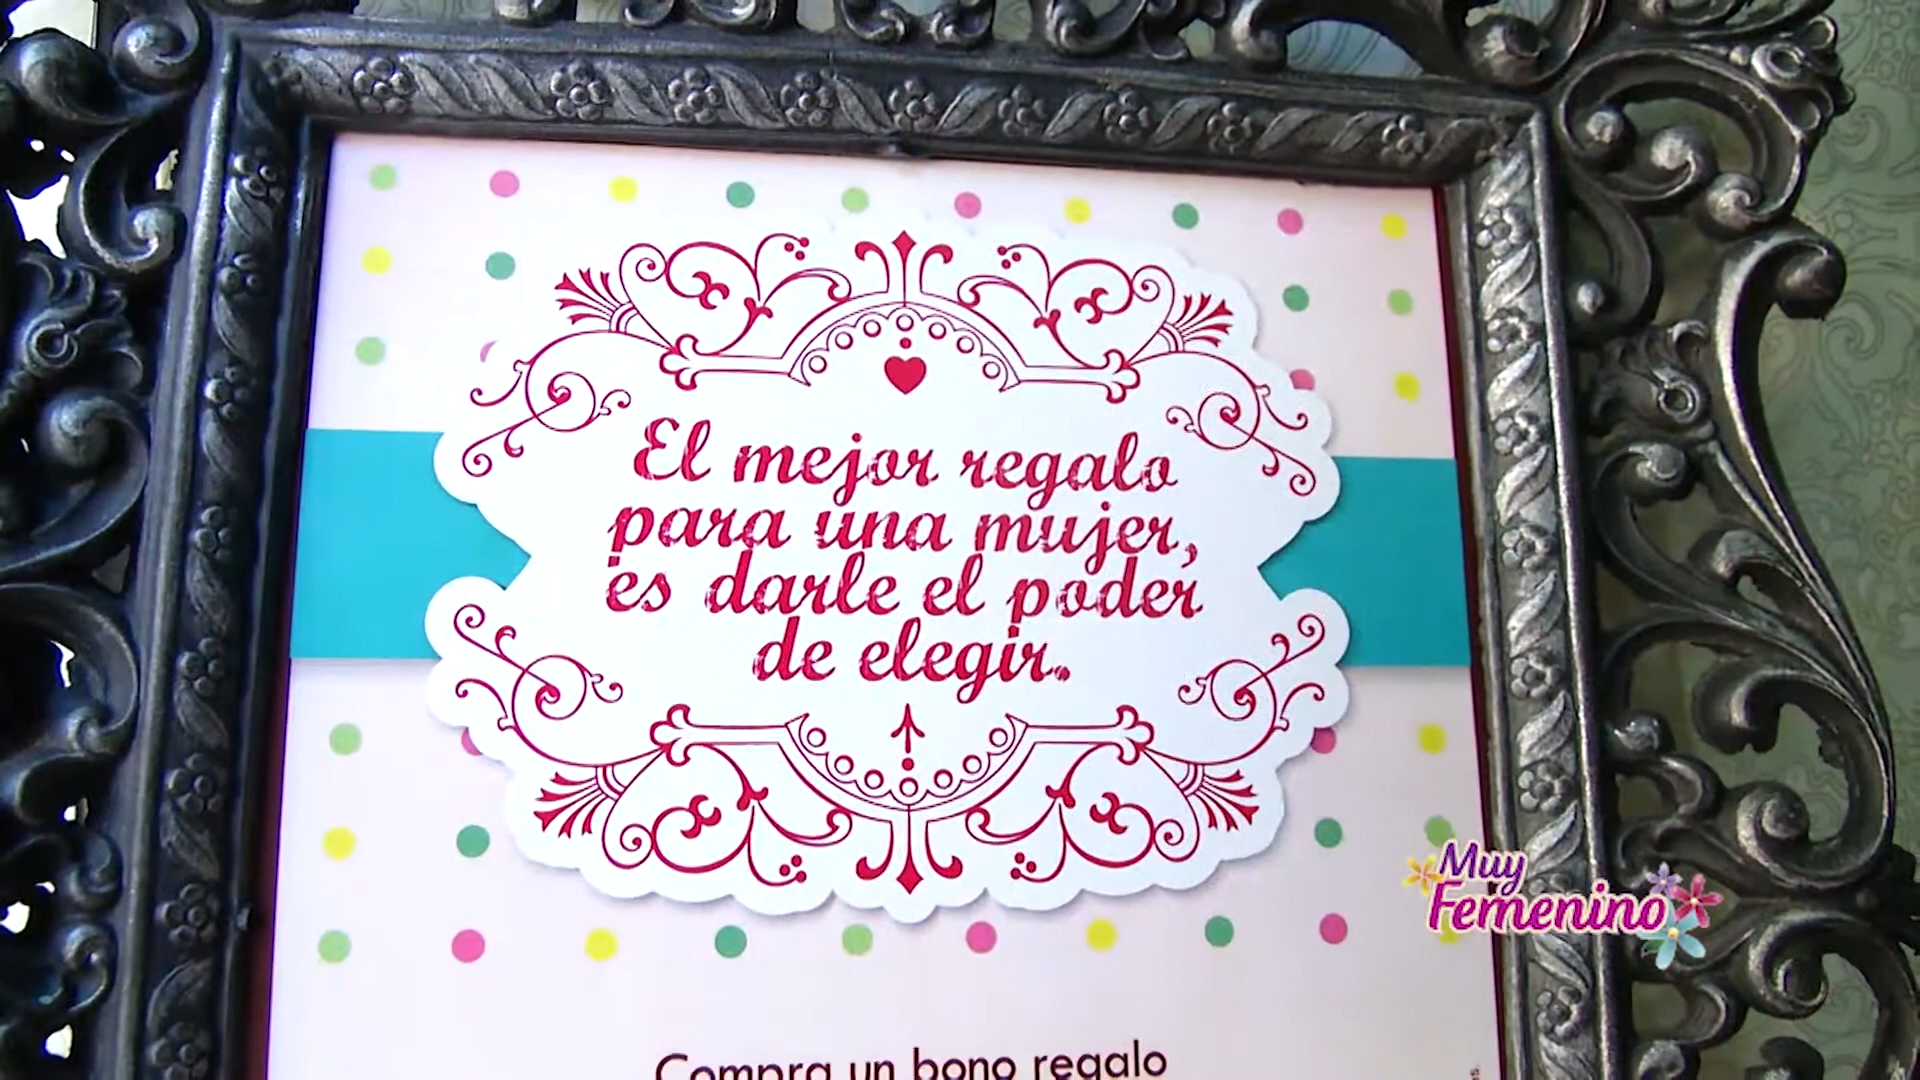 El mejor regalo
para una mujer,
es darle el poder
de elegir.
Muy
Femenino
Compra un bono regalo